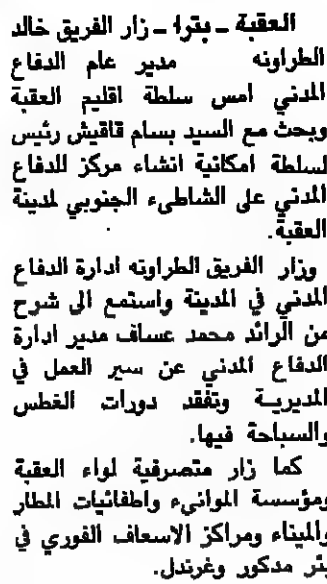 العقبة ـ بترا ـ زار الفريق خالد
الطراونه مدير عام الدفاع
المدني امس سلطة اقليم العقبة
وبحث مع السيد بسام قاقيش رئيس
لسلطة امكانية انشاء مركز للدفاع
المدني على الشاطىء الجنوبي لمدينة
العقبة.
وزار الفريق الطراونه ادارة الدفاع
المدني في المدينة واستمع الى شرح
من الرائد محمد عساف مدير ادارة
الدفاع المدني عن سير العمل في
المديريـة وتفقد دورات الغطس
والسباحة فيها.
كما زار متصرفية لواء العقبة
ومؤسسة الموانىء واطفائيات المطار
والميناء ومراكز الاسعاف الفوري في
بئر مدكور وغرندل.